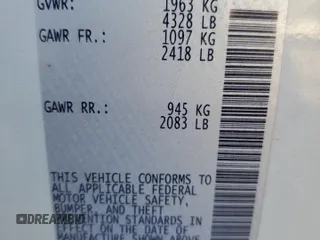 GVWR: 1963 KG
4328 LB
GAWR FR.: 1097 KG
2418 LB
GAWR RR.: 945 KG
2083 LB
THIS VEHICLE CONFORMS TO
ALL APPLICABLE FEDERAL
MOTOR VEHICLE SAFETY,
BUMPER, AND THEFT
PREVENTION STANDARDS IN
EFFECT ON THE DATE OF
DREAMBID